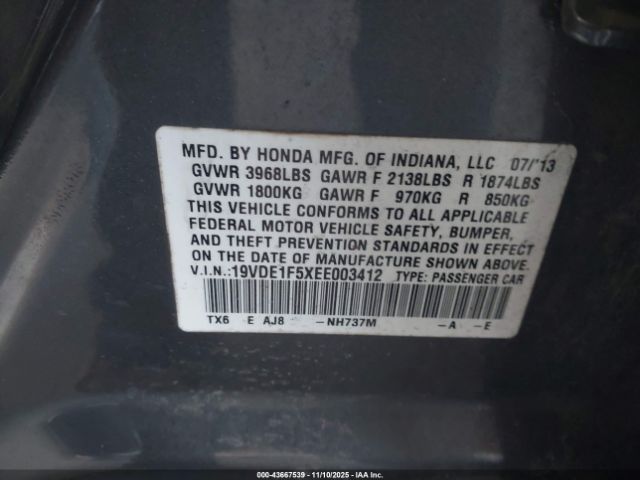 MFD. BY HONDA MFG. OF INDIANA, LLC 07/'13
GVWR 3968LBS GAWR F 2138LBS R 1874LBS
GVWR 1800KG GAWR F 970KG R 850KG
THIS VEHICLE CONFORMS TO ALL APPLICABLE
FEDERAL MOTOR VEHICLE SAFETY, BUMPER,
AND THEFT PREVENTION STANDARDS IN EFFECT
ON THE DATE OF MANUFACTURE SHOWN ABOVE.
V.I.N.:19VDE1F5XEE003412 TYPE: PASSENGER CAR
TX6 E AJ8 -NH737M -A -E
000-43667539 - 11/10/2025 - IAA Inc.